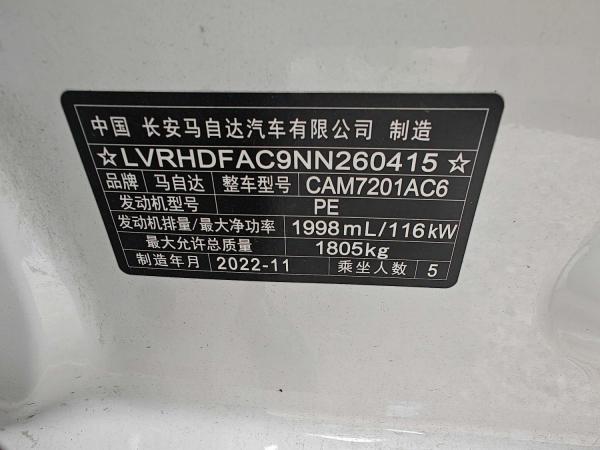 中国 长安马自达汽车有限公司 制造
☆LVRHDFAC9NN260415☆
品牌 马自达 整车型号 CAM7201AC6
发动机型号 PE
发动机排量/最大净功率 1998mL/116kW
最大允许总质量 1805kg
制造年月 2022-11 乘坐人数 5